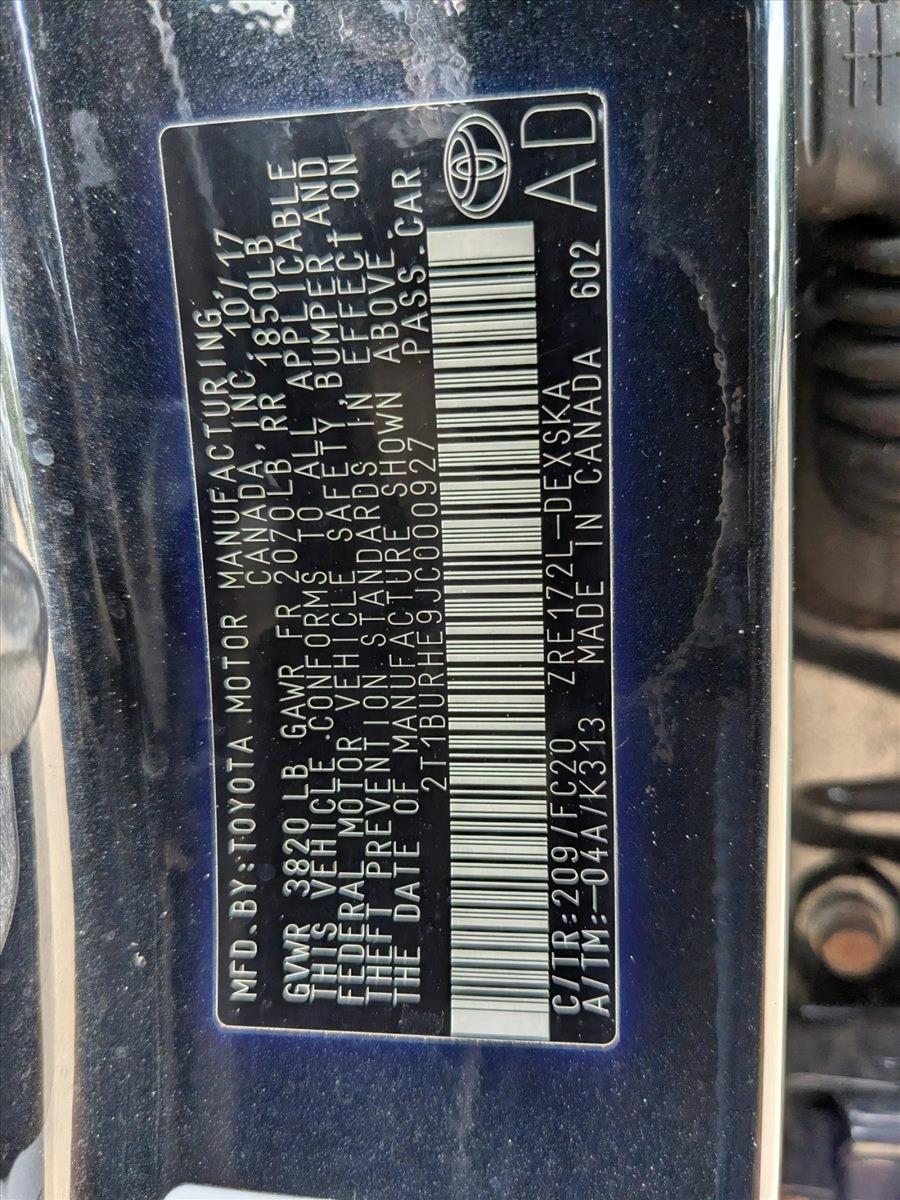 MFD.BY:TOYOTA MOTOR MANUFACTURING,
CANADA,INC 10/17
GVWR 3820 LB GAWR FR 2070LB, RR 1850LB
THIS VEHICLE CONFORMS TO ALL APPLICABLE
FEDERAL MOTOR VEHICLE SAFETY BUMPER, AND
THEFT PREVENTION STANDARDS IN EFFECT ON
THE DATE OF MANUFACTURE SHOWN ABOVE
2T1BURHE9JC000927 PASS.CAR
C/TR:209/FC20 ZRE172L-DEXSKA
A/TM:-04A/K313 MADE IN CANADA 602
AD